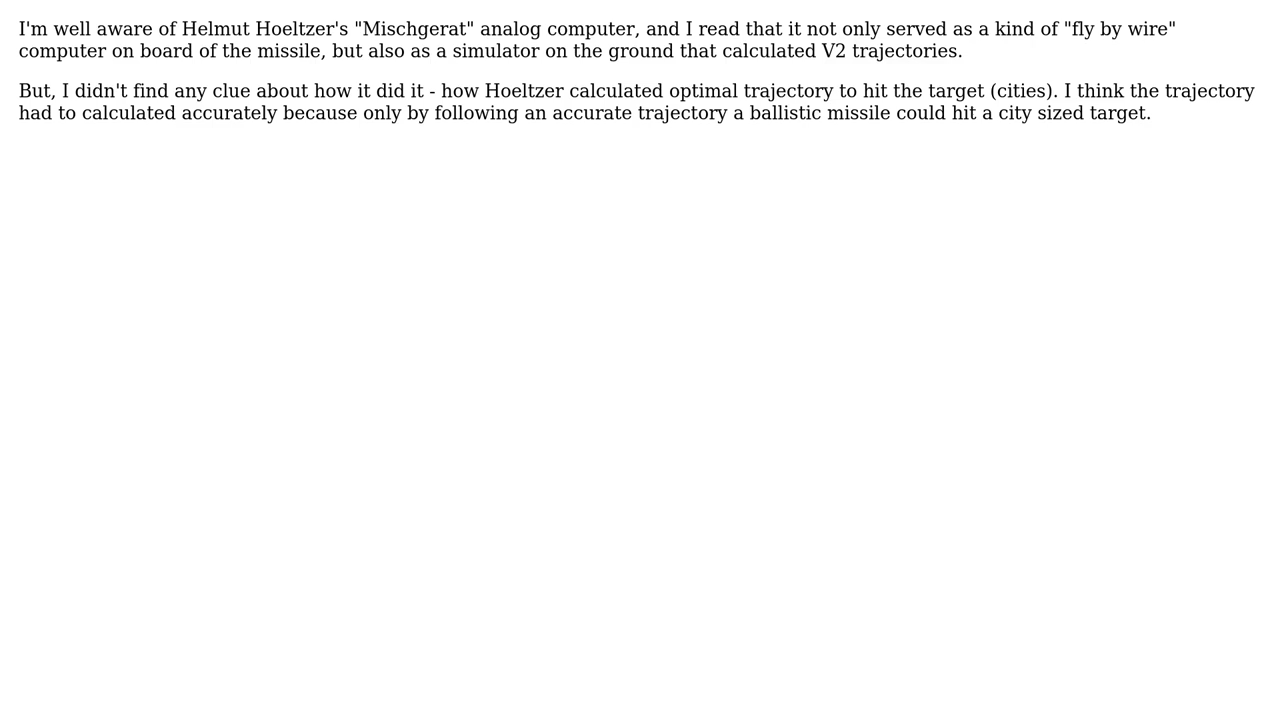 I'm well aware of Helmut Hoeltzer's "Mischgerat" analog computer, and I read that it not only served as a kind of "fly by wire"
computer on board of the missile, but also as a simulator on the ground that calculated V2 trajectories.
But, I didn't find any clue about how it did it - how Hoeltzer calculated optimal trajectory to hit the target (cities). I think the trajectory
had to calculated accurately because only by following an accurate trajectory a ballistic missile could hit a city sized target.